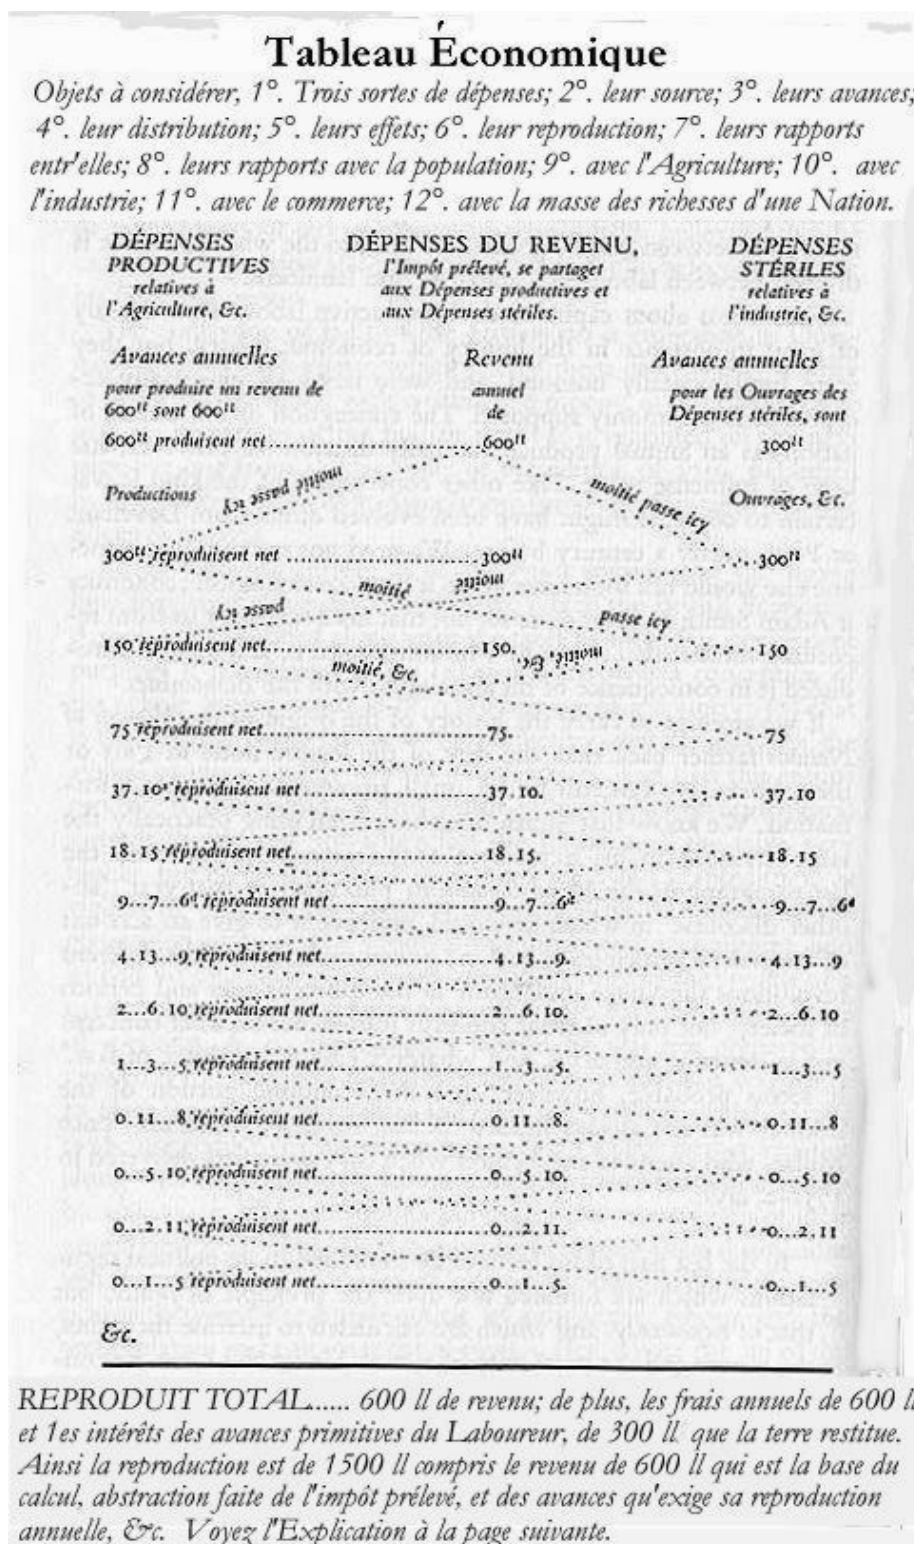 Tableau Économique
Objets à considérer, 1°. Trois sortes de dépenses; 2°. leur source; 3°. leurs avances;
4°. leur distribution; 5°. leurs effets; 6°. leur reproduction; 7°. leurs rapports
entr'elles; 8°. leurs rapports avec la population; 9°. avec l'Agriculture; 10°. avec
l'industrie; 11°. avec le commerce; 12°. avec la masse des richesses d'une Nation.
DÉPENSES DÉPENSES DU REVENU, DÉPENSES
PRODUCTIVES l'Impôt prélevé, se partaget STÉRILES
relatives à aux Dépenses productives et relatives à
l'Agriculture, &c. aux Dépenses stériles. l'industrie, &c.
Avances annuelles Revenu Avances annuelles
pour produire un revenu de annuel pour les Ouvrages des
600ᶫᶫ sont 600ᶫᶫ de Dépenses stériles, sont
600ᶫᶫ produisent net 600ᶫᶫ 300ᶫᶫ
moitié passe icy moitié passe icy
Productions Ouvrages, &c.
300ᶫᶫ reproduisent net 300ᶫᶫ 300ᶫᶫ
moitié moitié
passe icy passe icy
150 reproduisent net 150. 150
moitié, &c. moitié, &c.
75 reproduisent net 75. 75
37.10ˢ reproduisent net 37.10. 37.10
18.15 reproduisent net 18.15. 18.15
9...7...6ᵈ reproduisent net 9...7...6ᵈ 9...7...6ᵈ
4.13...9 reproduisent net 4.13...9. 4.13...9
2...6.10 reproduisent net 2...6.10. 2...6.10
1...3...5 reproduisent net 1...3...5. 1...3...5
0.11...8 reproduisent net 0.11...8. 0.11...8
0...5.10 reproduisent net 0...5.10. 0...5.10
0...2.11 reproduisent net 0...2.11. 0...2.11
0...1...5 reproduisent net 0...1...5. 0...1...5
&c.
REPRODUIT TOTAL...... 600 ll de revenu; de plus, les frais annuels de 600 ll
et 1es intérêts des avances primitives du Laboureur, de 300 ll que la terre restitue.
Ainsi la reproduction est de 1500 ll compris le revenu de 600 ll qui est la base du
calcul, abstraction faite de l'impôt prélevé, et des avances qu'exige sa reproduction
annuelle, &c. Voyez l'Explication à la page suivante.